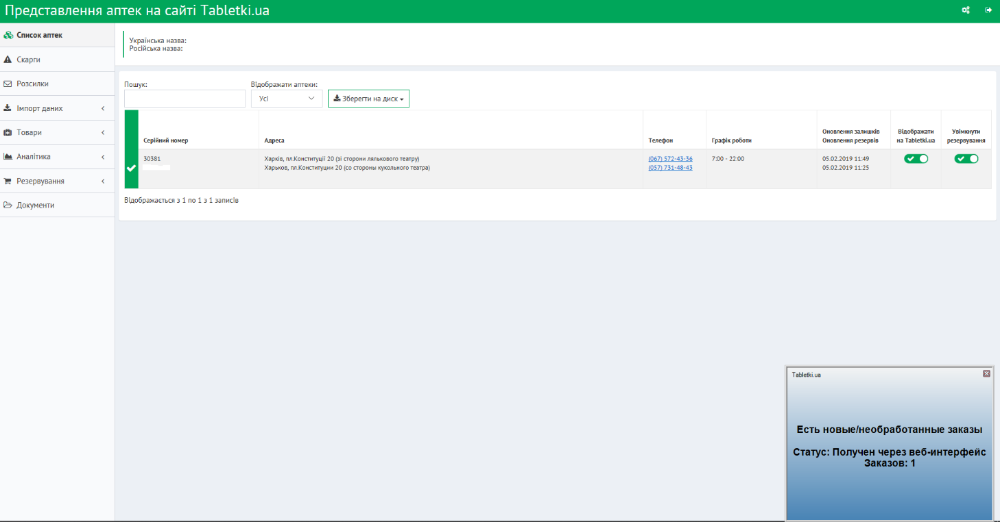 Представлення аптек на сайті Tabletki.ua
Список аптек
Скарги
Розсилки
Імпорт даних
Товари
Аналітика
Резервування
Документи
Українська назва:
Російська назва:
Пошук:
Відображати аптеки:
Усі
Зберегти на диск
Серійний номер
Адреса
Телефон
Графік роботи
Оновлення залишків
Оновлення резервів
Відображати
на Tabletki.ua
Увімкнути
резервування
30381
Харків, пл.Конституції 20 (зі сторони лялькового театру)
Харьков, пл.Конституции 20 (со стороны кукольного театра)
(067) 572-43-36
(057) 731-48-43
7:00 - 22:00
05.02.2019 11:49
05.02.2019 11:25
Відображається з 1 по 1 з 1 записів
Tabletki.ua
Есть новые/необработанные заказы
Статус: Получен через веб-интерфейс
Заказов: 1